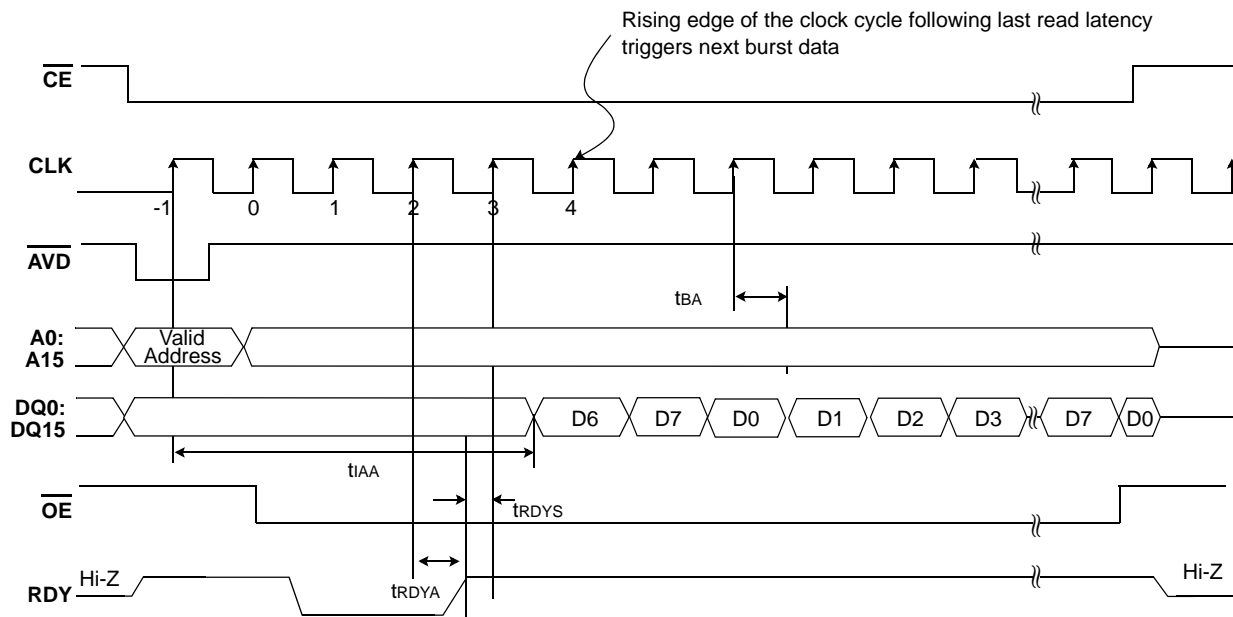 Rising edge of the clock cycle following last read latency
triggers next burst data
CE
CLK
-1 0 1 2 3 4
AVD
tBA
A0:
A15
Valid
Address
DQ0:
DQ15
D6 D7 D0 D1 D2 D3 D7 D0
tIAA
OE
tRDYS
Hi-Z
RDY
tRDYA
Hi-Z